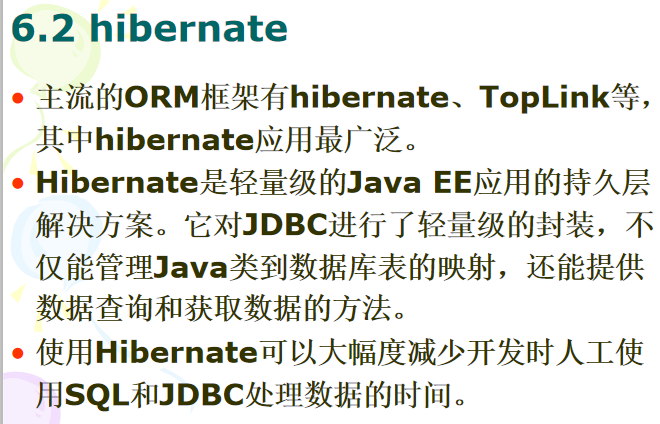 6.2 hibernate
• 主流的ORM框架有hibernate、TopLink等，
其中hibernate应用最广泛。
• Hibernate是轻量级的Java EE应用的持久层
解决方案。它对JDBC进行了轻量级的封装，不
仅能管理Java类到数据库表的映射，还能提供
数据查询和获取数据的方法。
• 使用Hibernate可以大幅度减少开发时人工使
用SQL和JDBC处理数据的时间。